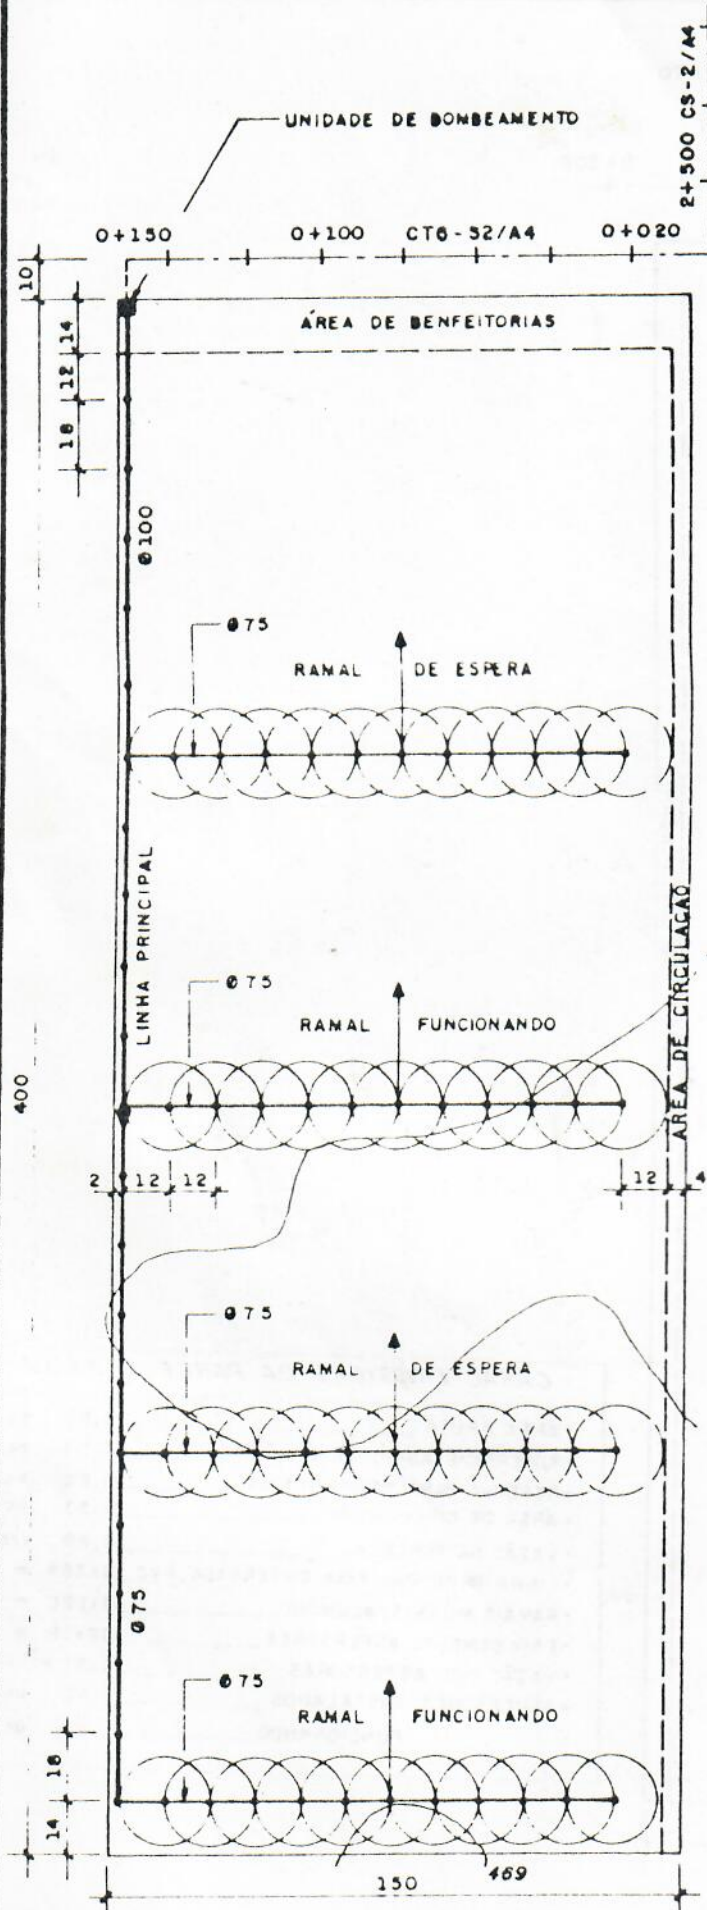 2+500 CS-2/A4
UNIDADE DE BOMBEAMENTO
0+150 0+100 CT6-52/A4 0+020
10
ÁREA DE BENFEITORIAS
14
12
18
Ø100
Ø75
RAMAL DE ESPERA
LINHA PRINCIPAL
Ø75
RAMAL FUNCIONANDO
ÁREA DE CIRCULAÇÃO
400
2 12 12 12 4
Ø75
RAMAL DE ESPERA
Ø75
Ø75
RAMAL FUNCIONANDO
18
14
469
150